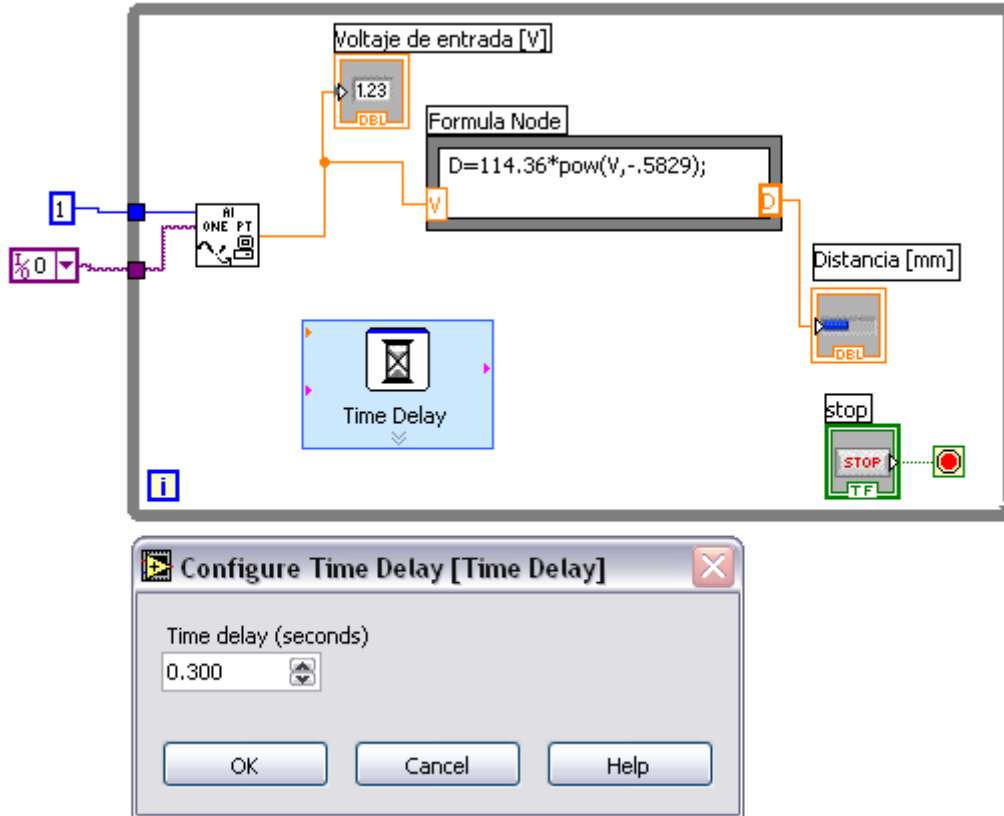 Voltaje de entrada [V]
1.23
DBL
Formula Node
D=114.36*pow(V,-.5829);
V
D
1
AI
ONE PT
I/O 0
Distancia [mm]
DBL
Time Delay
stop
STOP
TF
i
Configure Time Delay [Time Delay]
Time delay (seconds)
0.300
OK
Cancel
Help